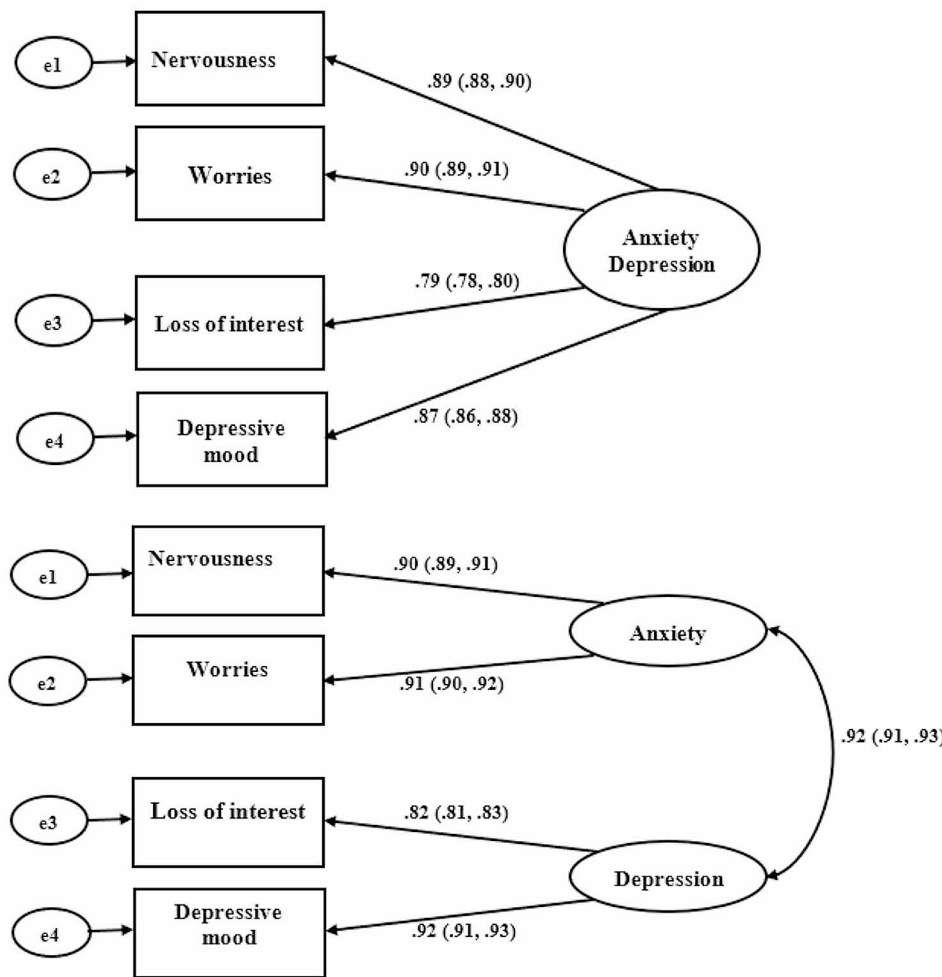 e1
Nervousness
.89 (.88, .90)
e2
Worries
.90 (.89, .91)
Anxiety
Depression
e3
Loss of interest
.79 (.78, .80)
e4
Depressive
mood
.87 (.86, .88)
e1
Nervousness
.90 (.89, .91)
Anxiety
e2
Worries
.91 (.90, .92)
.92 (.91, .93)
e3
Loss of interest
.82 (.81, .83)
Depression
e4
Depressive
mood
.92 (.91, .93)